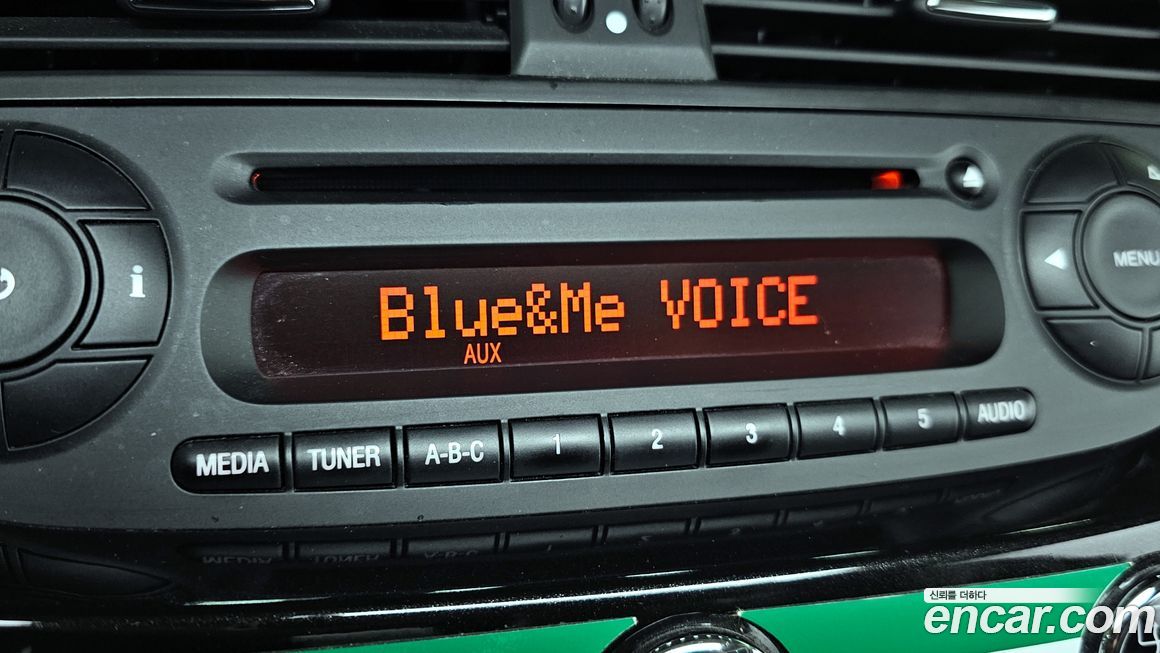 i
Blue&Me VOICE
AUX
MENU
MEDIA TUNER A-B-C 1 2 3 4 5 AUDIO
신뢰를 더하다
encar.com